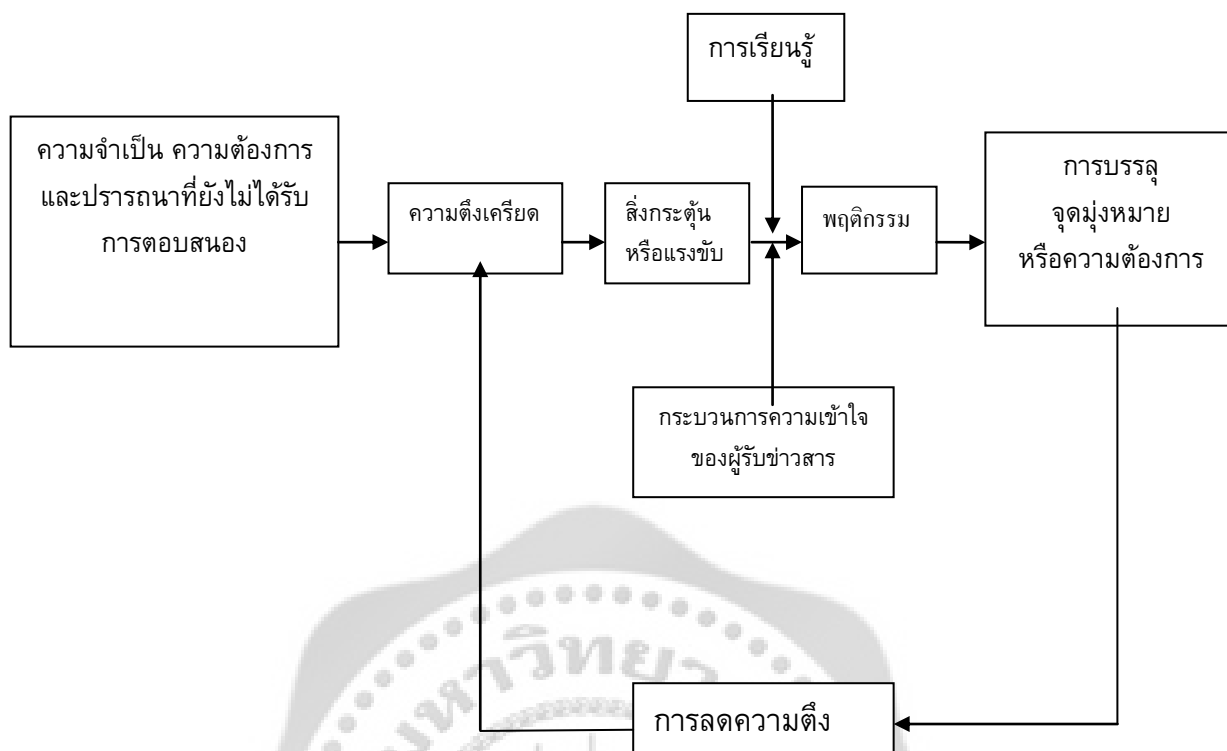 การเรียนรู้
ความจำเป็น ความต้องการ
และปรารถนาที่ยังไม่ได้รับ
การตอบสนอง
ความตึงเครียด
สิ่งกระตุ้น
หรือแรงขับ
พฤติกรรม
การบรรลุ
จุดมุ่งหมาย
หรือความต้องการ
กระบวนการความเข้าใจ
ของผู้รับข่าวสาร
การลดความตึง